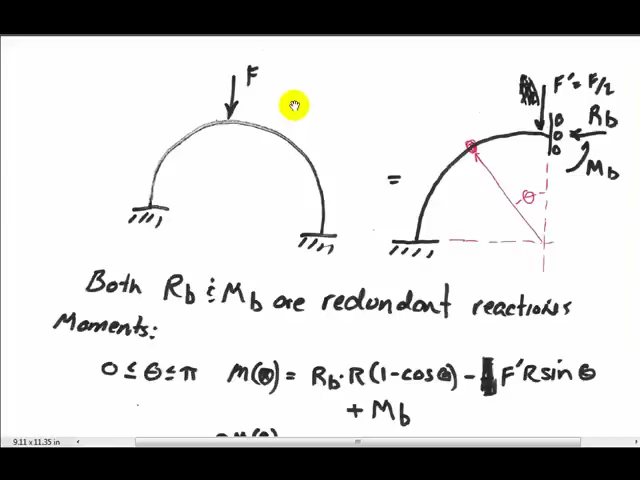 F
F' = F/2
Rb
Mb
=
θ
Both Rb & Mb are redundant reactions
Moments:
0 ≤ θ ≤ π M(θ) = Rb·R(1-cosθ) - F'R sin θ
+ Mb
9.11 x 11.35 in